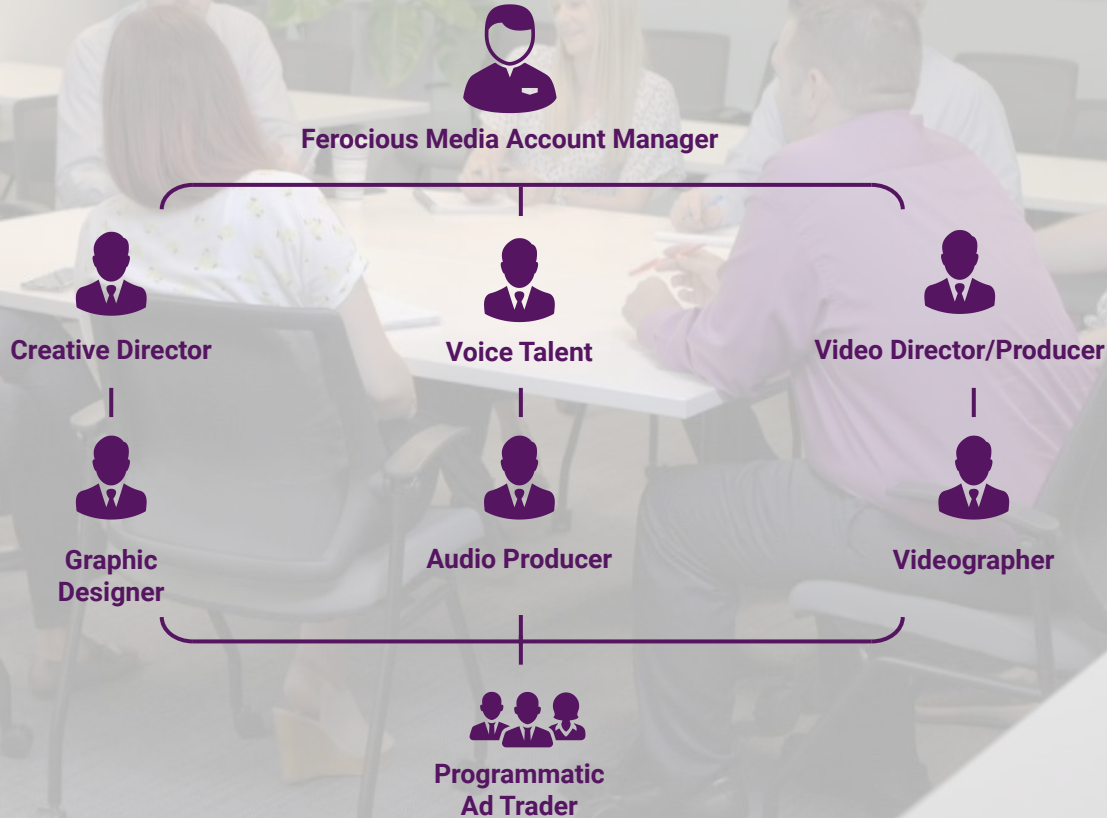 Ferocious Media Account Manager
Creative Director
Voice Talent
Video Director/Producer
Graphic
Designer
Audio Producer
Videographer
Programmatic
Ad Trader